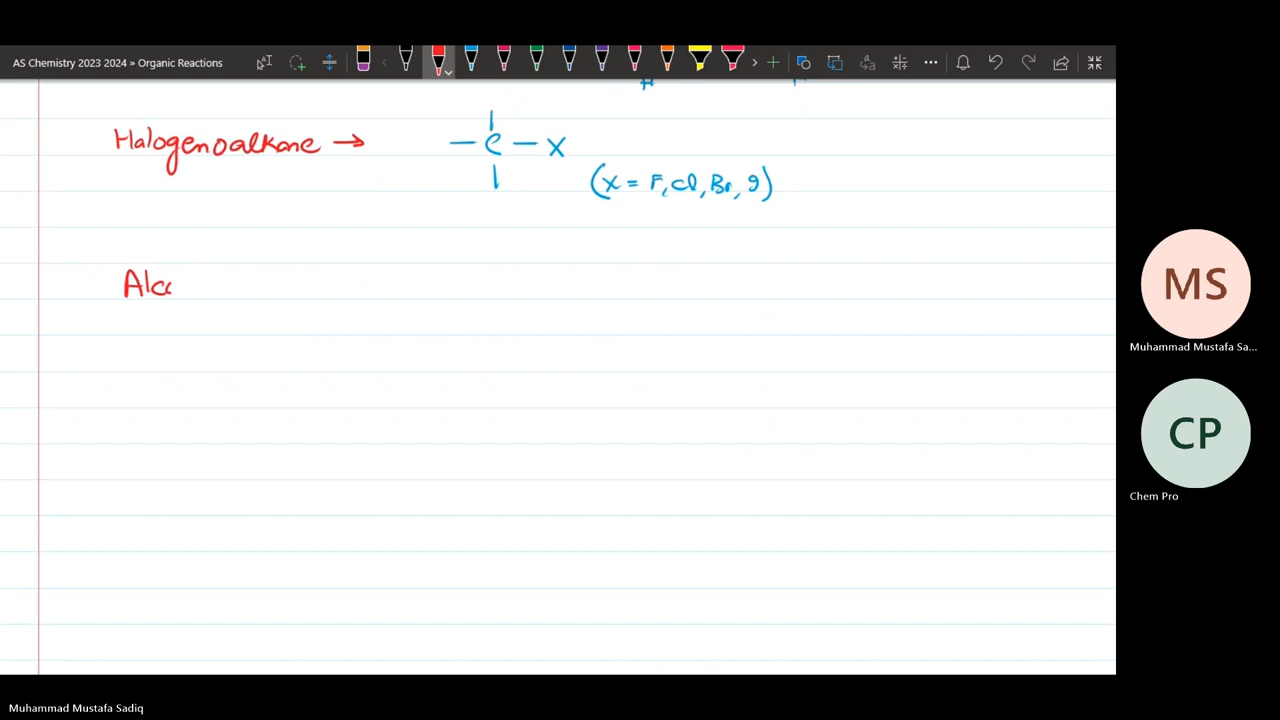 AS Chemistry 2023 2024 » Organic Reactions
Halogenoalkane → — C — X
(X = F, Cl, Br, I)
Alc
MS
Muhammad Mustafa Sa...
CP
Chem Pro
Muhammad Mustafa Sadiq